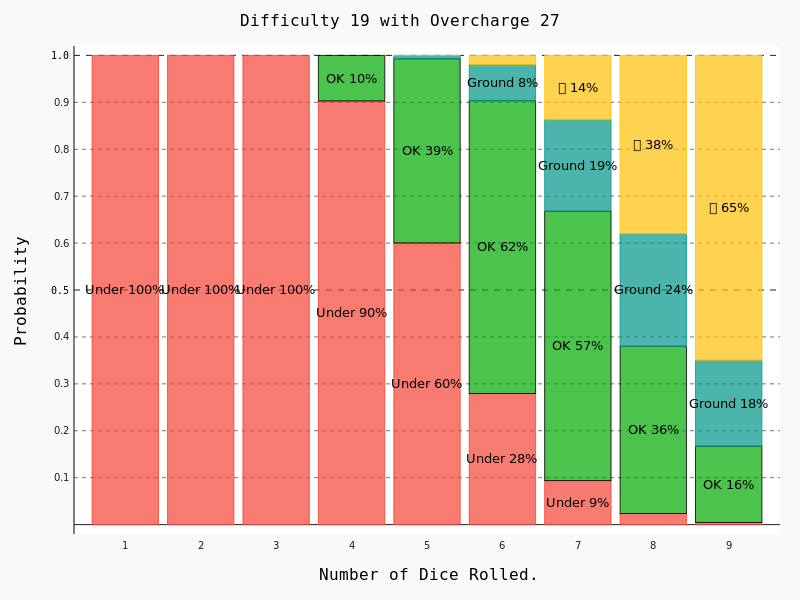 Difficulty 19 with Overcharge 27
1.0
0.9
0.8
0.7
0.6
0.5
0.4
0.3
0.2
0.1
Probability
Under 100%
Under 100%
Under 100%
OK 10%
Under 90%
OK 39%
Under 60%
Ground 8%
OK 62%
Under 28%
14%
Ground 19%
OK 57%
Under 9%
38%
Ground 24%
OK 36%
65%
Ground 18%
OK 16%
1 2 3 4 5 6 7 8 9
Number of Dice Rolled.